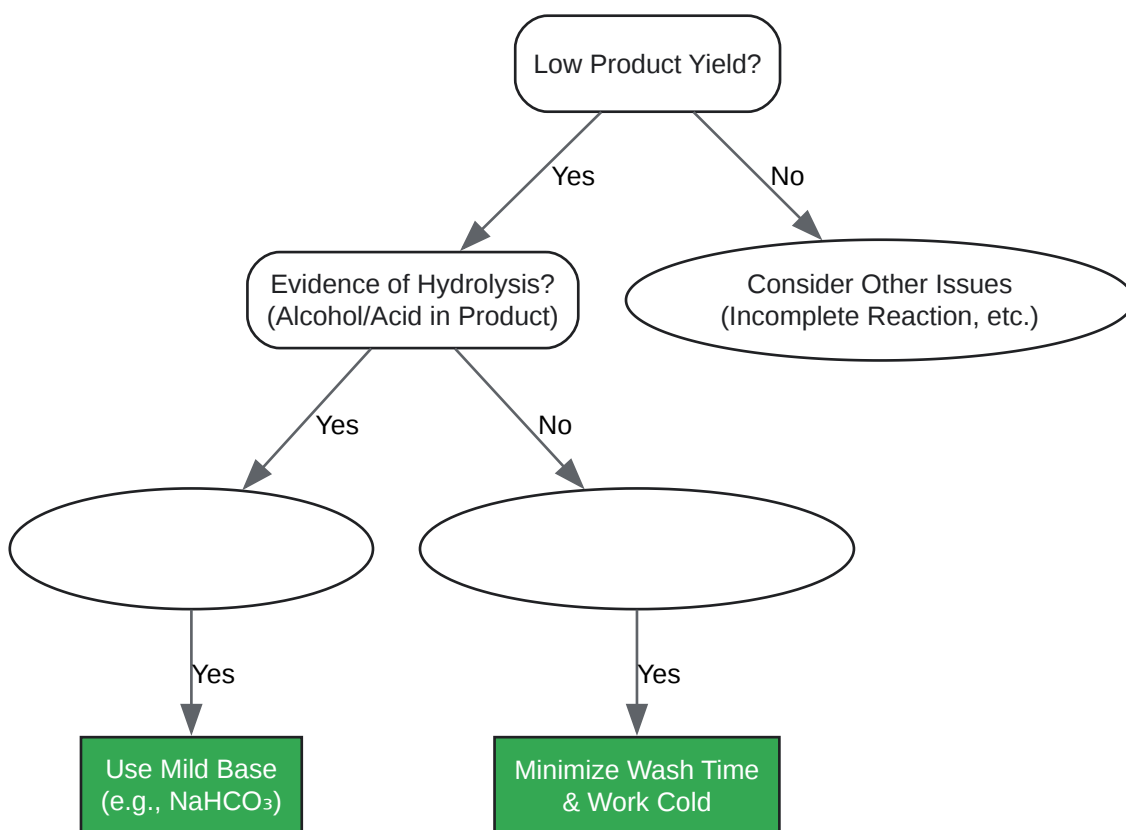 Low Product Yield?
Yes
No
Evidence of Hydrolysis?
(Alcohol/Acid in Product)
Consider Other Issues
(Incomplete Reaction, etc.)
Yes
No
Yes
Yes
Use Mild Base
(e.g., NaHCO₃)
Minimize Wash Time
& Work Cold